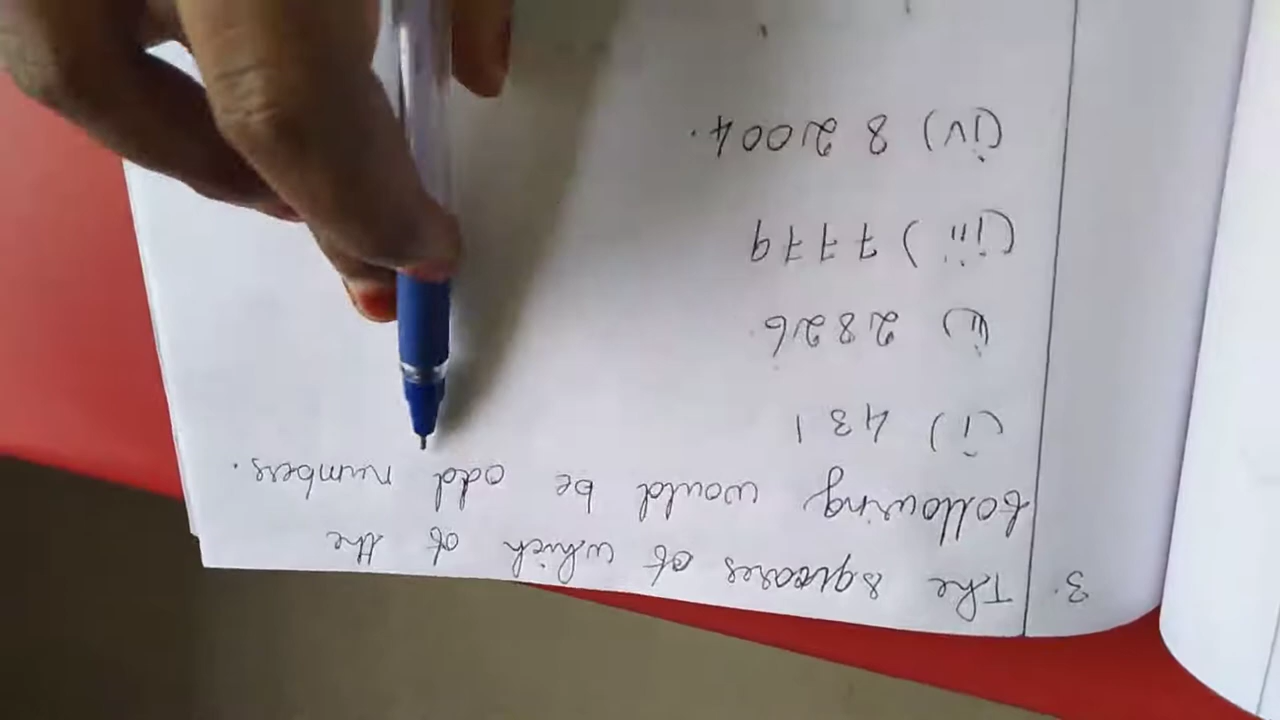 3. The squares of which of the
following would be odd numbers.
(i) 431
ii) 2826
(iii) 7779
(iv) 82004.